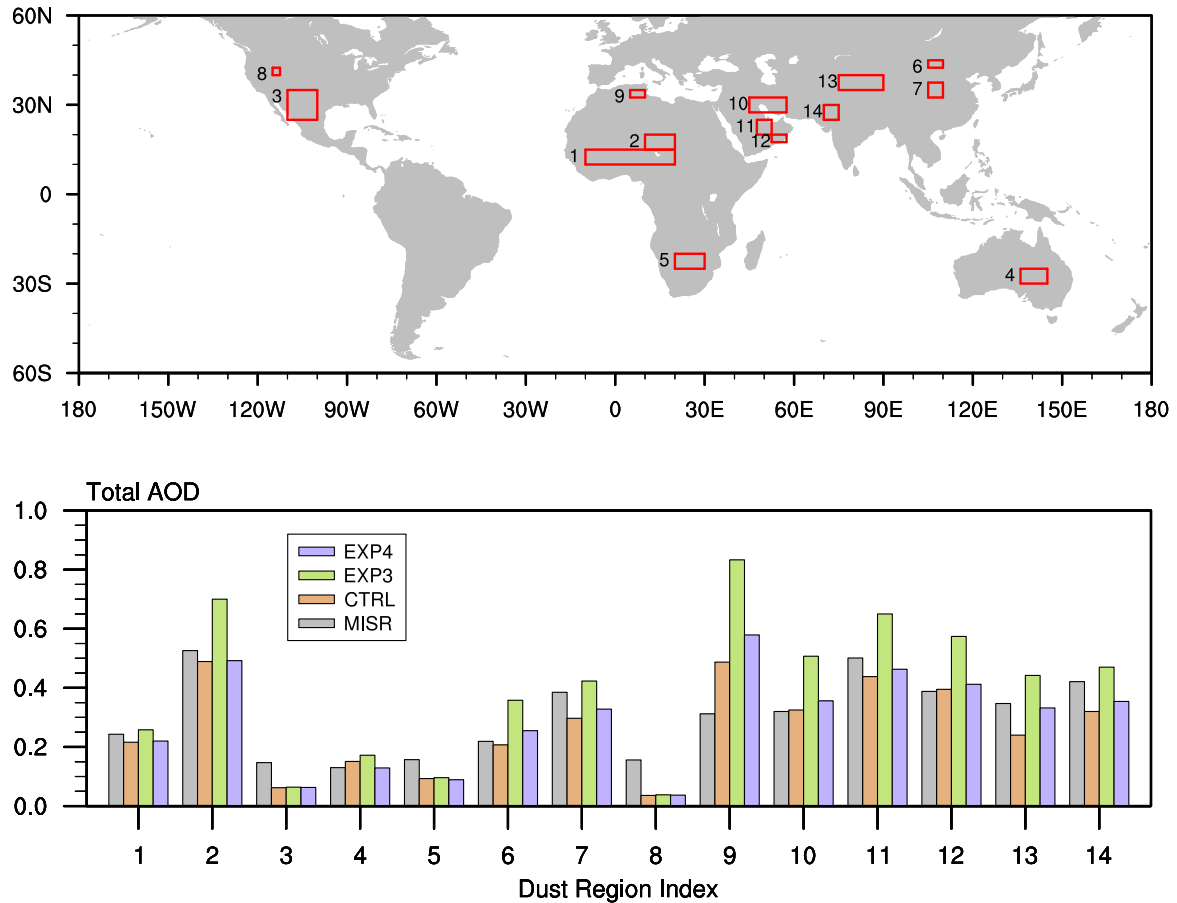 60N
30N
0
30S
60S
8
3
13
6
7
14
9
10
11
12
2
1
5
4
180 150W 120W 90W 60W 30W 0 30E 60E 90E 120E 150E 180
Total AOD
1.0
0.8
0.6
0.4
0.2
0.0
EXP4
EXP3
CTRL
MISR
1 2 3 4 5 6 7 8 9 10 11 12 13 14
Dust Region Index